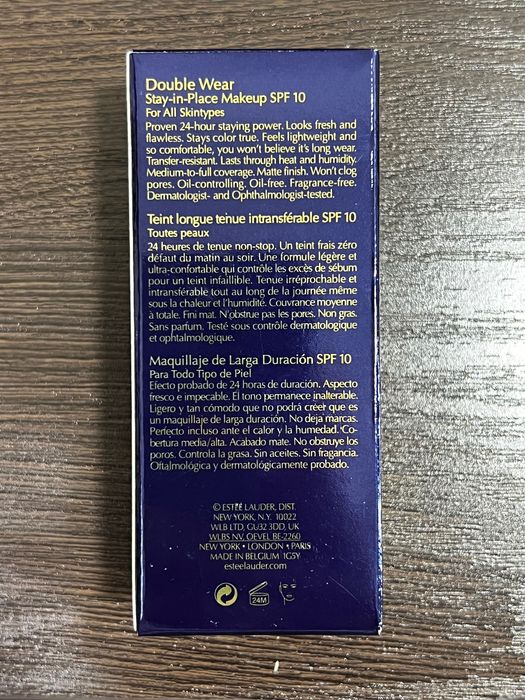 Double Wear
Stay-in-Place Makeup SPF 10
For All Skintypes
Proven 24-hour staying power. Looks fresh and
flawless. Stays color true. Feels lightweight and
so comfortable, you won't believe it's long wear.
Transfer-resistant. Lasts through heat and humidity.
Medium-to-full coverage. Matte finish. Won't clog
pores. Oil-controlling. Oil-free. Fragrance-free.
Dermatologist- and Ophthalmologist-tested.
Teint longue tenue intransférable SPF 10
Toutes peaux
24 heures de tenue non-stop. Un teint frais zéro
défaut du matin au soir. Une formule légère et
ultra-confortable qui contrôle les excès de sébum
pour un teint infaillible. Tenue irréprochable et
intransférable tout au long de la journée même
sous la chaleur et l'humidité. Couvrance moyenne
à totale. Fini mat. N'obstrue pas les pores. Non gras.
Sans parfum. Testé sous contrôle dermatologique
et ophtalmologique.
Maquillaje de Larga Duración SPF 10
Para Todo Tipo de Piel
Efecto probado de 24 horas de duración. Aspecto
fresco e impecable. El tono permanece inalterable.
Ligero y tan cómodo que no podrá creer que es
un maquillaje de larga duración. No deja marcas.
Perfecto incluso ante el calor y la humedad. Co-
bertura media/alta. Acabado mate. No obstruye los
poros. Controla la grasa. Sin aceites. Sin fragancia.
Oftalmológica y dermatológicamente probado.
© ESTEE LAUDER, DIST.
NEW YORK, N.Y. 10022
WLB LTD, GU32 3DD, UK
WLBS NV, OEVEL BE-2260
NEW YORK • LONDON • PARIS
MADE IN BELGIUM 1G5Y
esteelauder.com
24M